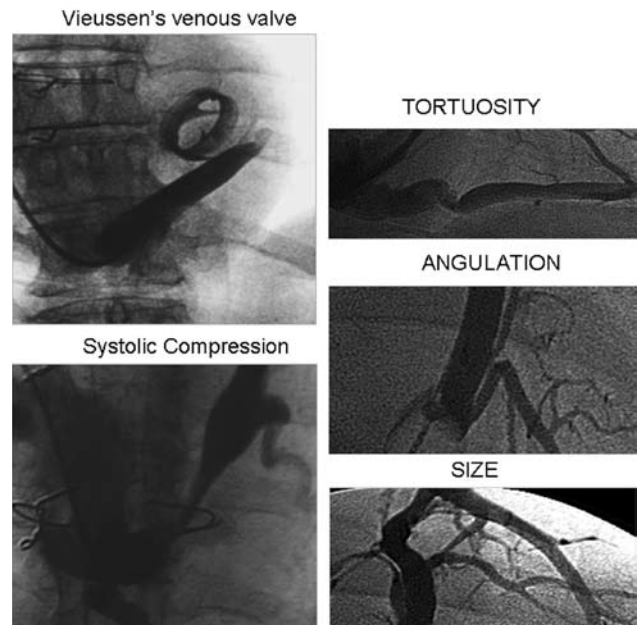 Vieussen's venous valve
TORTUOSITY
ANGULATION
Systolic Compression
SIZE